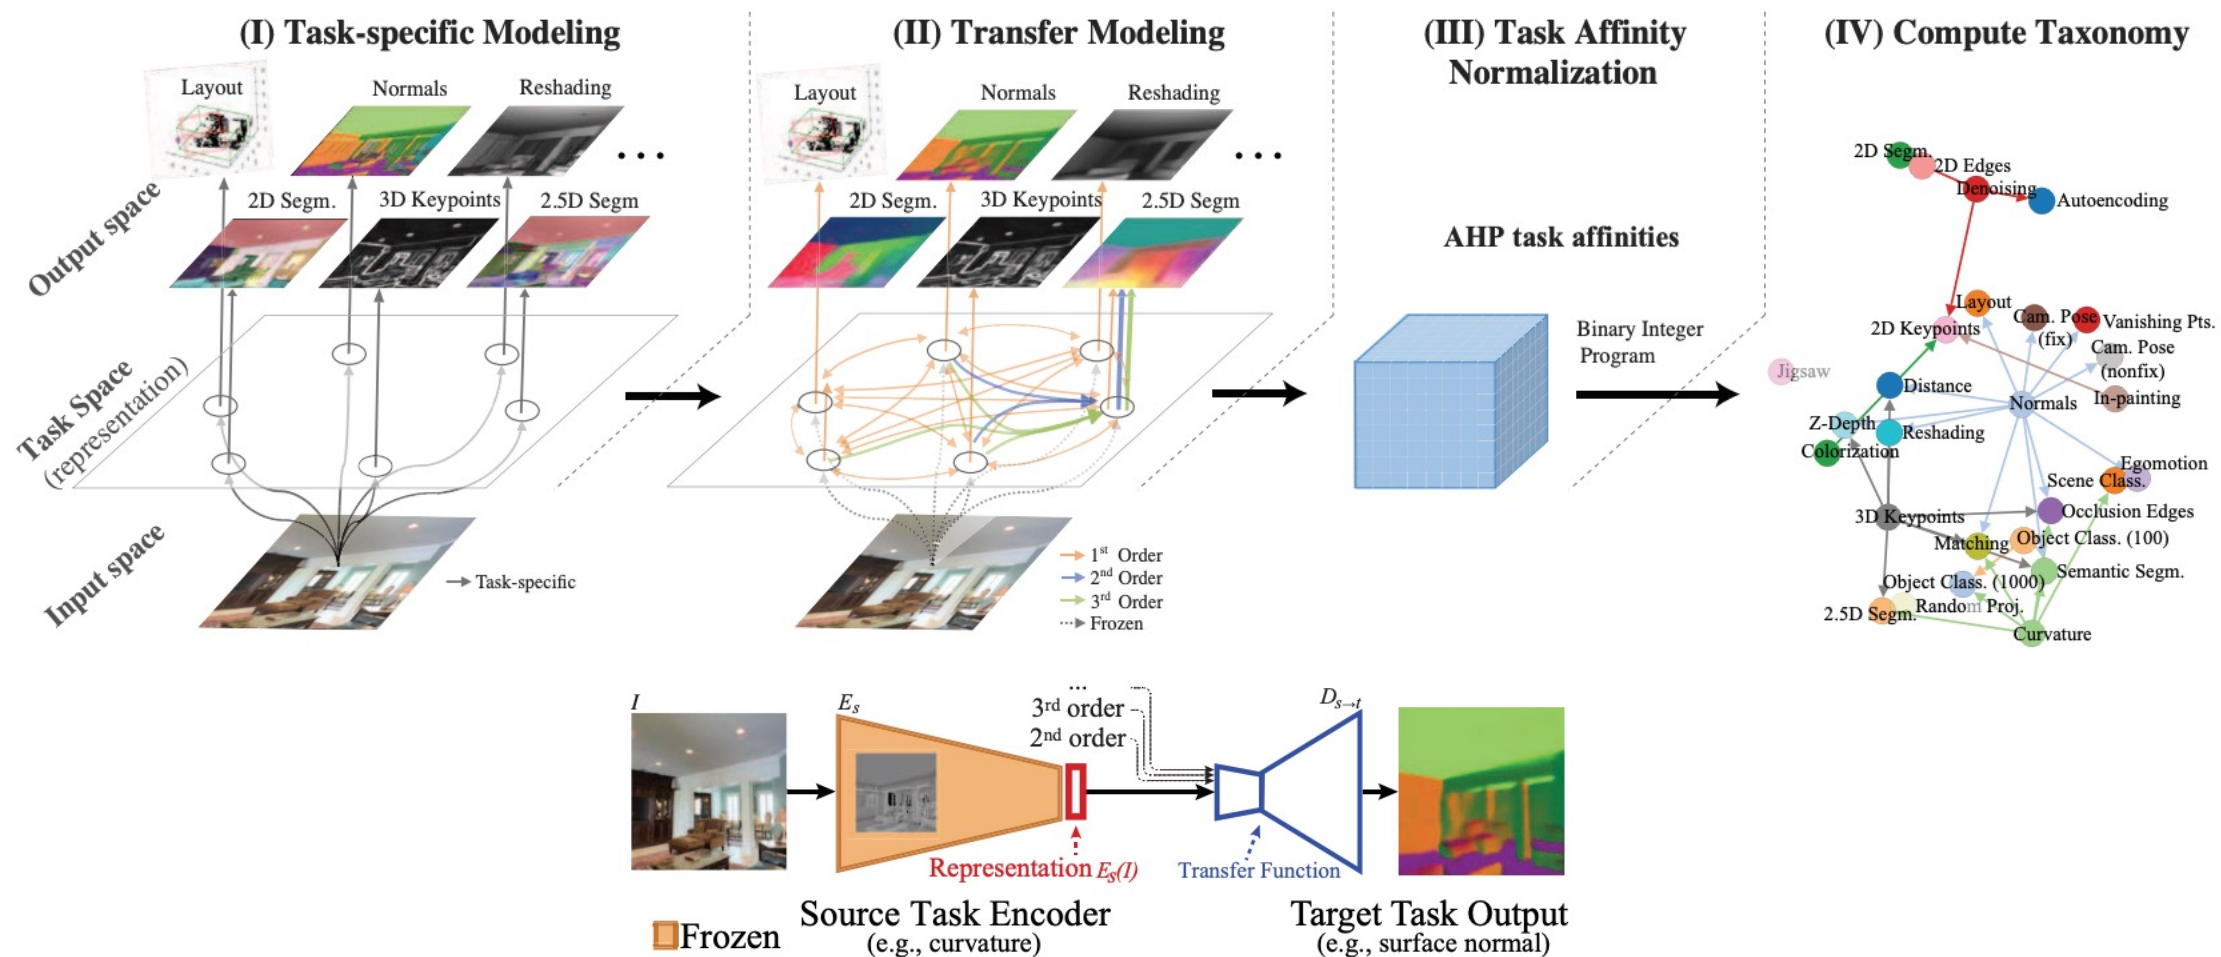 (I) Task-specific Modeling
(II) Transfer Modeling
(III) Task Affinity
Normalization
(IV) Compute Taxonomy
Output space
Task Space
(representation)
Input space
Layout
Normals
Reshading
...
2D Segm.
3D Keypoints
2.5D Segm
Task-specific
Layout
Normals
Reshading
...
2D Segm.
3D Keypoints
2.5D Segm
1st Order
2nd Order
3rd Order
Frozen
AHP task affinities
Binary Integer
Program
2D Segm.
2D Edges
Denoising
Autoencoding
Layout
Cam. Pose
(fix)
Vanishing Pts.
2D Keypoints
Cam. Pose
(nonfix)
Jigsaw
Distance
Normals
In-painting
Z-Depth
Reshading
Colorization
Egomotion
Scene Class.
3D Keypoints
Occlusion Edges
Matching
Object Class. (100)
Semantic Segm.
Object Class. (1000)
Random Proj.
2.5D Segm.
Curvature
I
Es
...
3rd order
2nd order
Ds→t
Representation Es(I)
Transfer Function
Source Task Encoder
(e.g., curvature)
Target Task Output
(e.g., surface normal)
Frozen